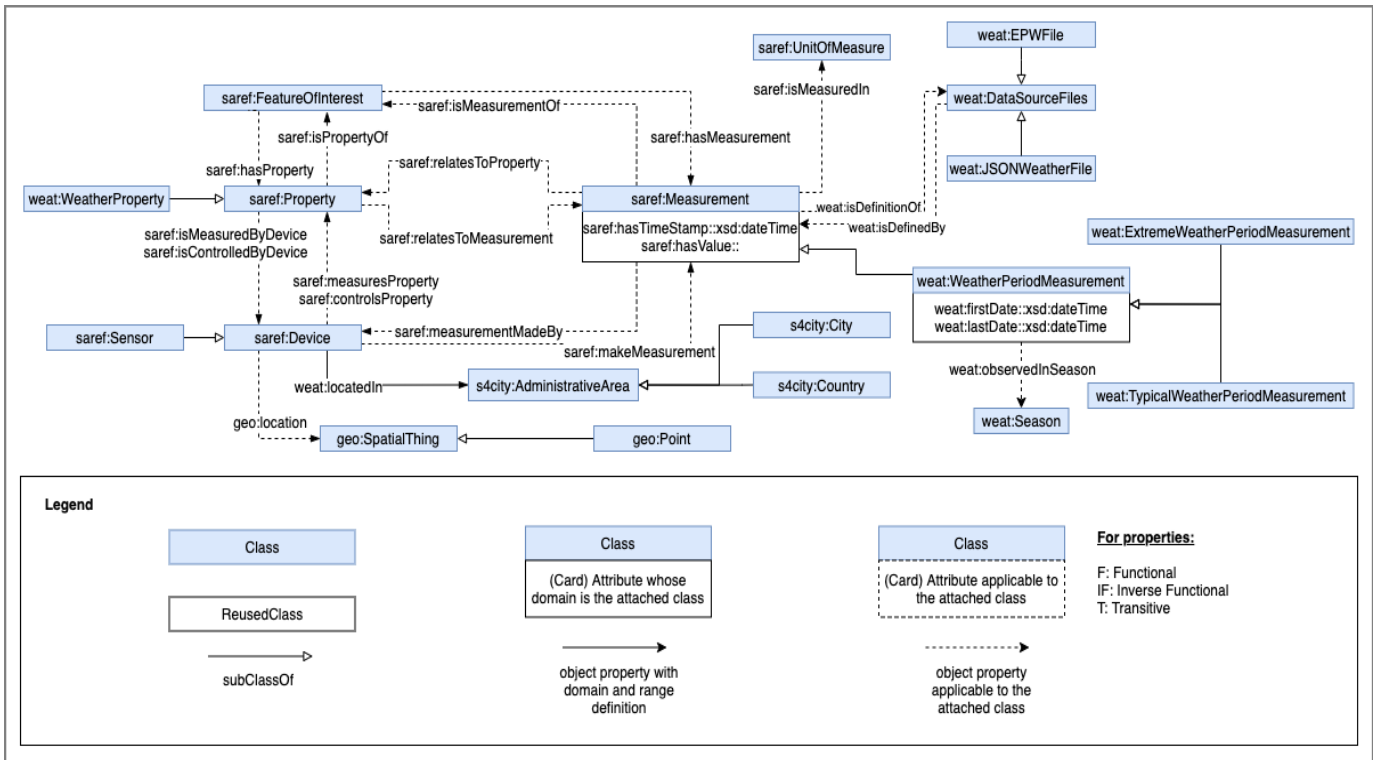 weat:EPWFile
saref:UnitOfMeasure
saref:isMeasuredIn
saref:FeatureOfInterest
saref:isMeasurementOf
weat:DataSourceFiles
saref:isPropertyOf
saref:hasMeasurement
saref:hasProperty
saref:relatesToProperty
weat:JSONWeatherFile
weat:WeatherProperty
saref:Property
saref:Measurement
weat:isDefinitionOf
weat:isDefinedBy
saref:hasTimeStamp::xsd:dateTime
saref:hasValue::
saref:isMeasuredByDevice
saref:isControlledByDevice
saref:relatesToMeasurement
weat:ExtremeWeatherPeriodMeasurement
saref:measuresProperty
saref:controlsProperty
weat:WeatherPeriodMeasurement
weat:firstDate::xsd:dateTime
weat:lastDate::xsd:dateTime
saref:Sensor
saref:Device
saref:measurementMadeBy
saref:makeMeasurement
s4city:City
weat:observedInSeason
weat:locatedIn
s4city:AdministrativeArea
s4city:Country
weat:TypicalWeatherPeriodMeasurement
weat:Season
geo:location
geo:SpatialThing
geo:Point
Legend
Class
ReusedClass
subClassOf
Class
(Card) Attribute whose
domain is the attached class
object property with
domain and range
definition
Class
(Card) Attribute applicable to
the attached class
object property
applicable to the
attached class
For properties:
F: Functional
IF: Inverse Functional
T: Transitive